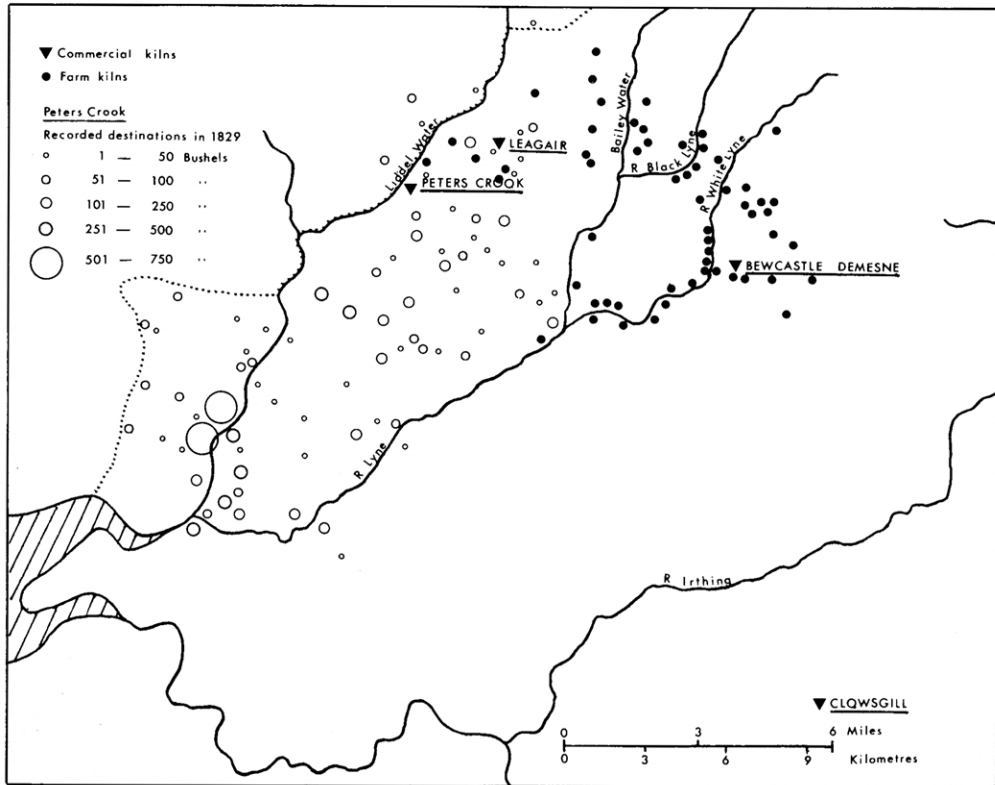 Commercial kilns
Farm kilns
Peters Crook
Recorded destinations in 1829
1 — 50 Bushels
51 — 100 ..
101 — 250 ..
251 — 500 ..
501 — 750 ..
Liddel Water
LEAGAIR
PETERS CROOK
Bailey Water
R Black Lyne
R White Lyne
BEWCASTLE DEMESNE
R Lyne
R Irthing
CLOWSGILL
0 3 6 Miles
0 3 6 9 Kilometres